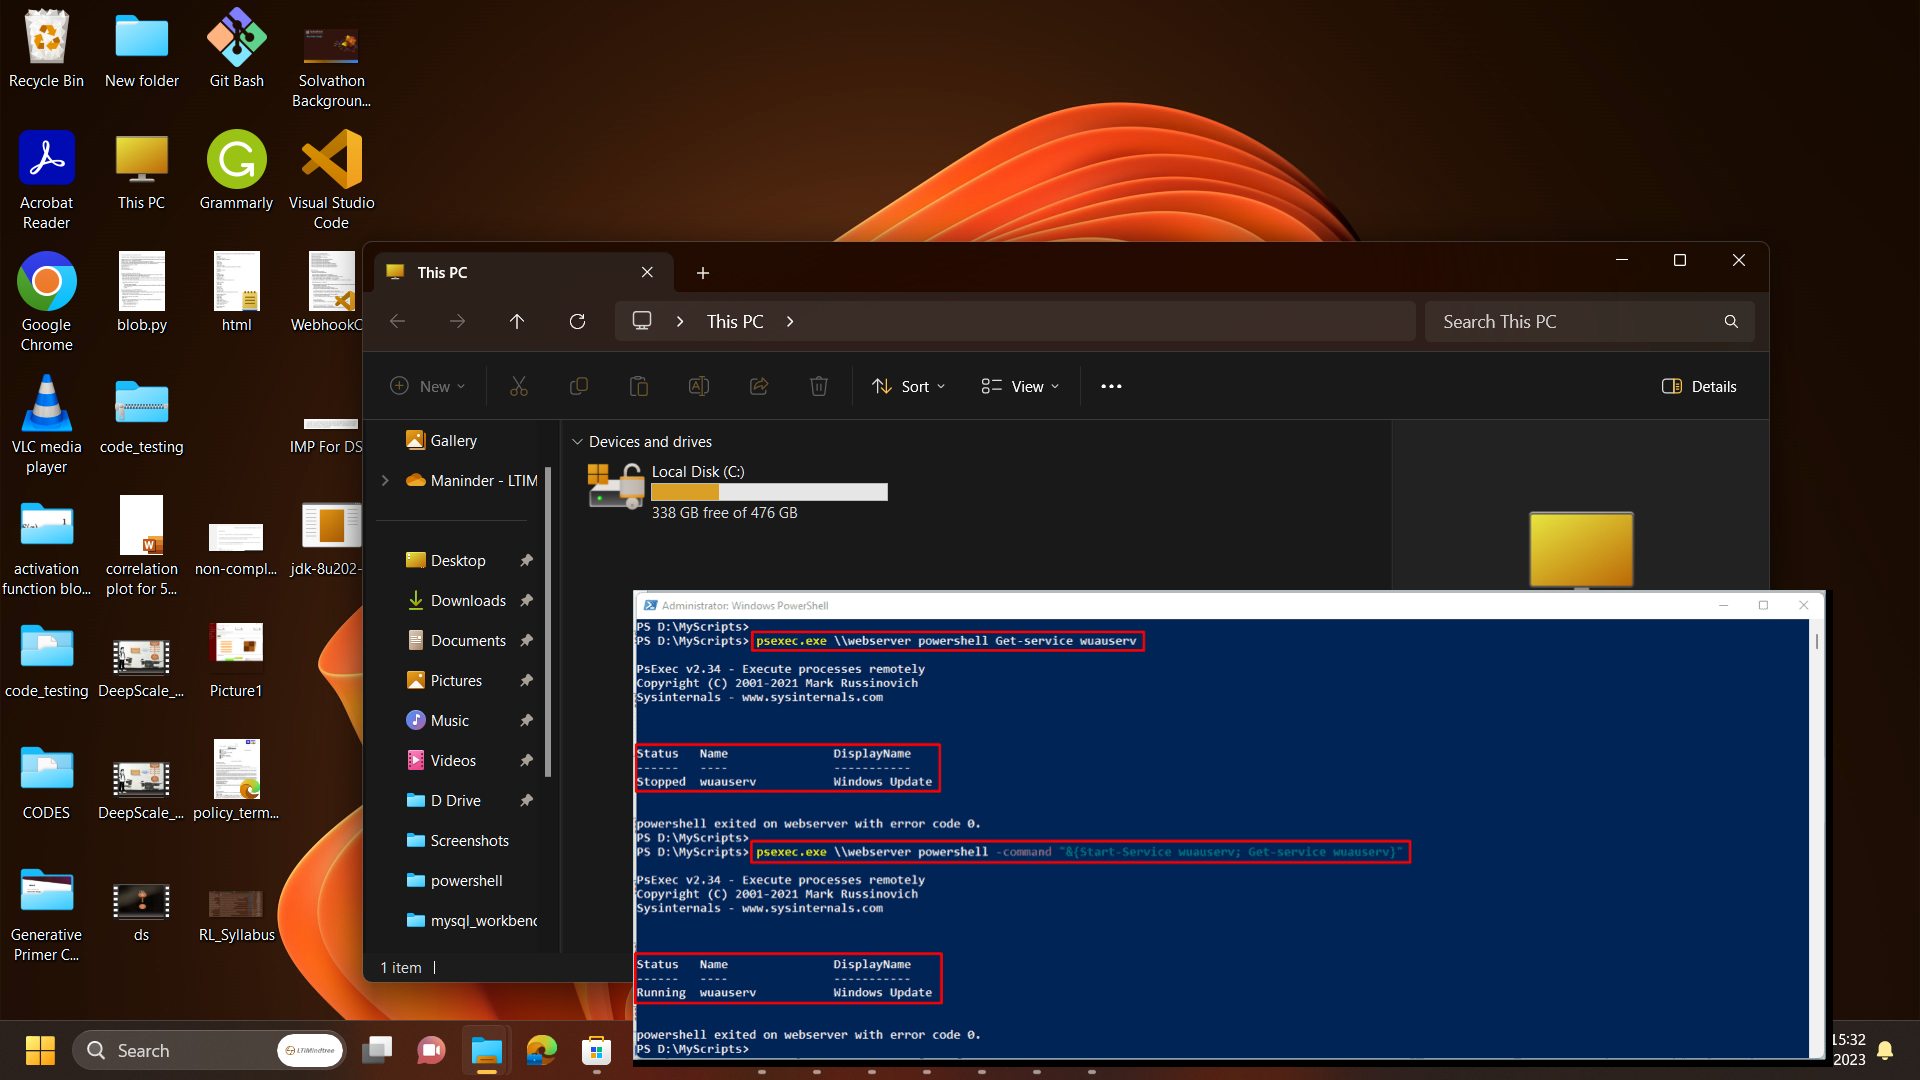 Recycle Bin
New folder
Git Bash
Solvathon
Backgroun...
Acrobat
Reader
This PC
Grammarly
Visual Studio
Code
Google
Chrome
blob.py
html
WebhookC
VLC media
player
code_testing
IMP For DS
activation
function blo...
correlation
plot for 5...
non-compl...
jdk-8u202-
code_testing
DeepScale_...
Picture1
CODES
DeepScale_...
policy_term...
Generative
Primer C...
ds
RL_Syllabus
This PC
This PC
Search This PC
New
Sort
View
Details
Gallery
Maninder - LTIM
Desktop
Downloads
Documents
Pictures
Music
Videos
D Drive
Screenshots
powershell
mysql_workbenc
Devices and drives
Local Disk (C:)
338 GB free of 476 GB
1 item
Administrator: Windows PowerShell
PS D:\MyScripts>
PS D:\MyScripts> psexec.exe \\webserver powershell Get-service wuauserv
PsExec v2.34 - Execute processes remotely
Copyright (C) 2001-2021 Mark Russinovich
Sysinternals - www.sysinternals.com
Status Name DisplayName
------ ---- -----------
Stopped wuauserv Windows Update
powershell exited on webserver with error code 0.
PS D:\MyScripts>
PS D:\MyScripts> psexec.exe \\webserver powershell -command "&{Start-Service wuauserv; Get-service wuauserv}"
PsExec v2.34 - Execute processes remotely
Copyright (C) 2001-2021 Mark Russinovich
Sysinternals - www.sysinternals.com
Status Name DisplayName
------ ---- -----------
Running wuauserv Windows Update
powershell exited on webserver with error code 0.
PS D:\MyScripts>
Search
LTIMindtree
15:32
2023